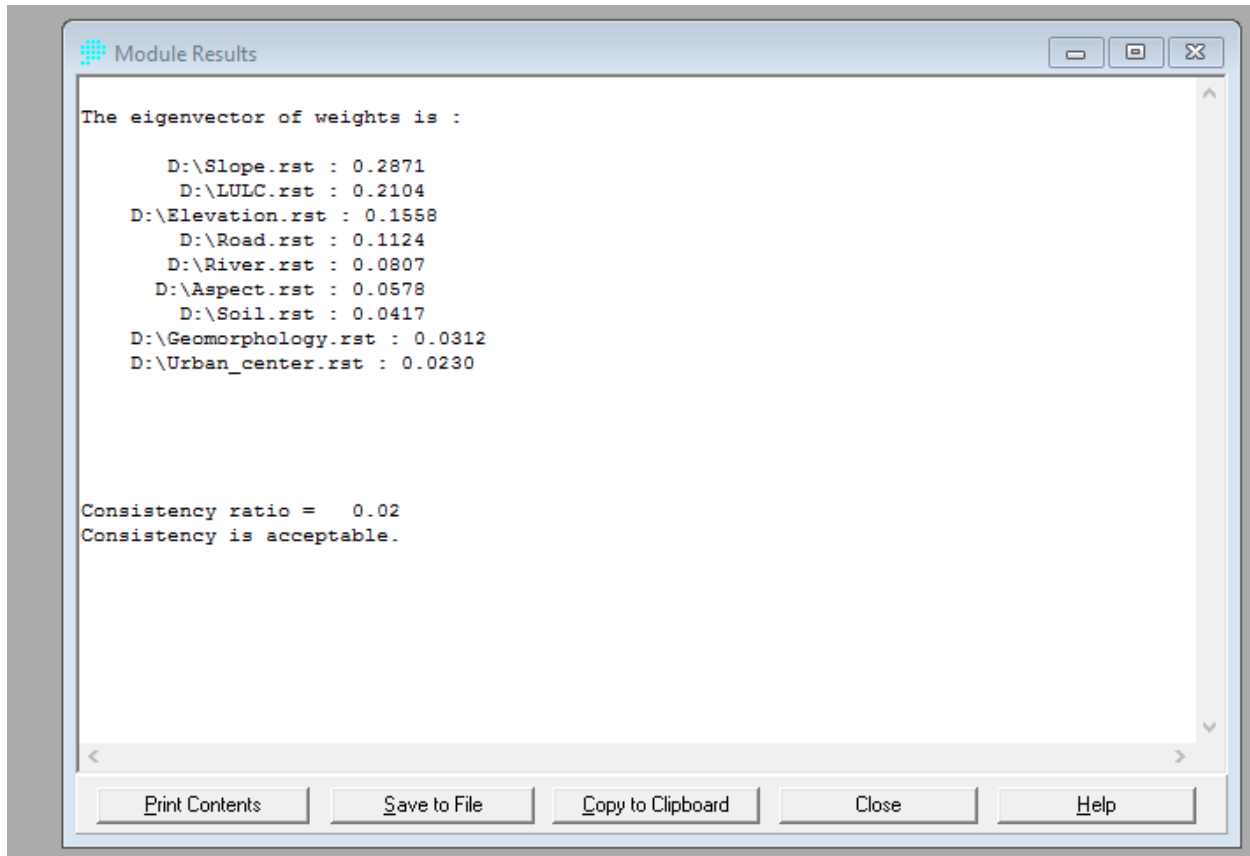 Module Results
The eigenvector of weights is :
D:\Slope.rst : 0.2871
D:\LULC.rst : 0.2104
D:\Elevation.rst : 0.1558
D:\Road.rst : 0.1124
D:\River.rst : 0.0807
D:\Aspect.rst : 0.0578
D:\Soil.rst : 0.0417
D:\Geomorphology.rst : 0.0312
D:\Urban_center.rst : 0.0230
Consistency ratio = 0.02
Consistency is acceptable.
Print Contents Save to File Copy to Clipboard Close Help